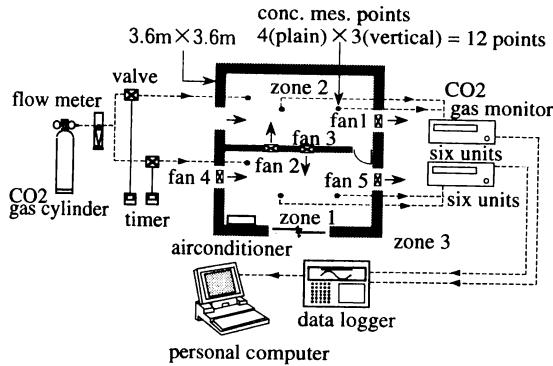 conc. mes. points
3.6m×3.6m
4(plain)×3(vertical) = 12 points
valve
zone 2
CO2
gas monitor
flow meter
fan1
fan 3
six units
fan 2
fan 4
fan 5
CO2
gas cylinder
timer
six units
zone 1
airconditioner
zone 3
data logger
personal computer